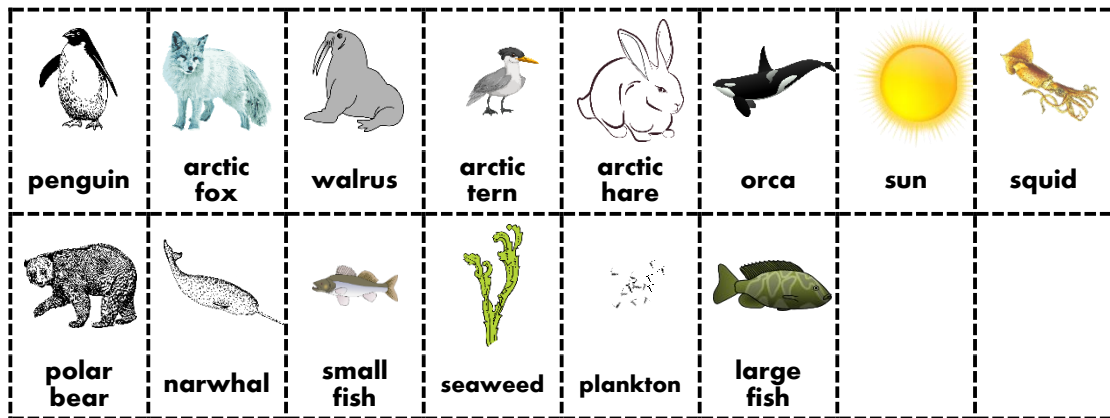 penguin
arctic
fox
walrus
arctic
tern
arctic
hare
orca
sun
squid
polar
bear
narwhal
small
fish
seaweed
plankton
large
fish